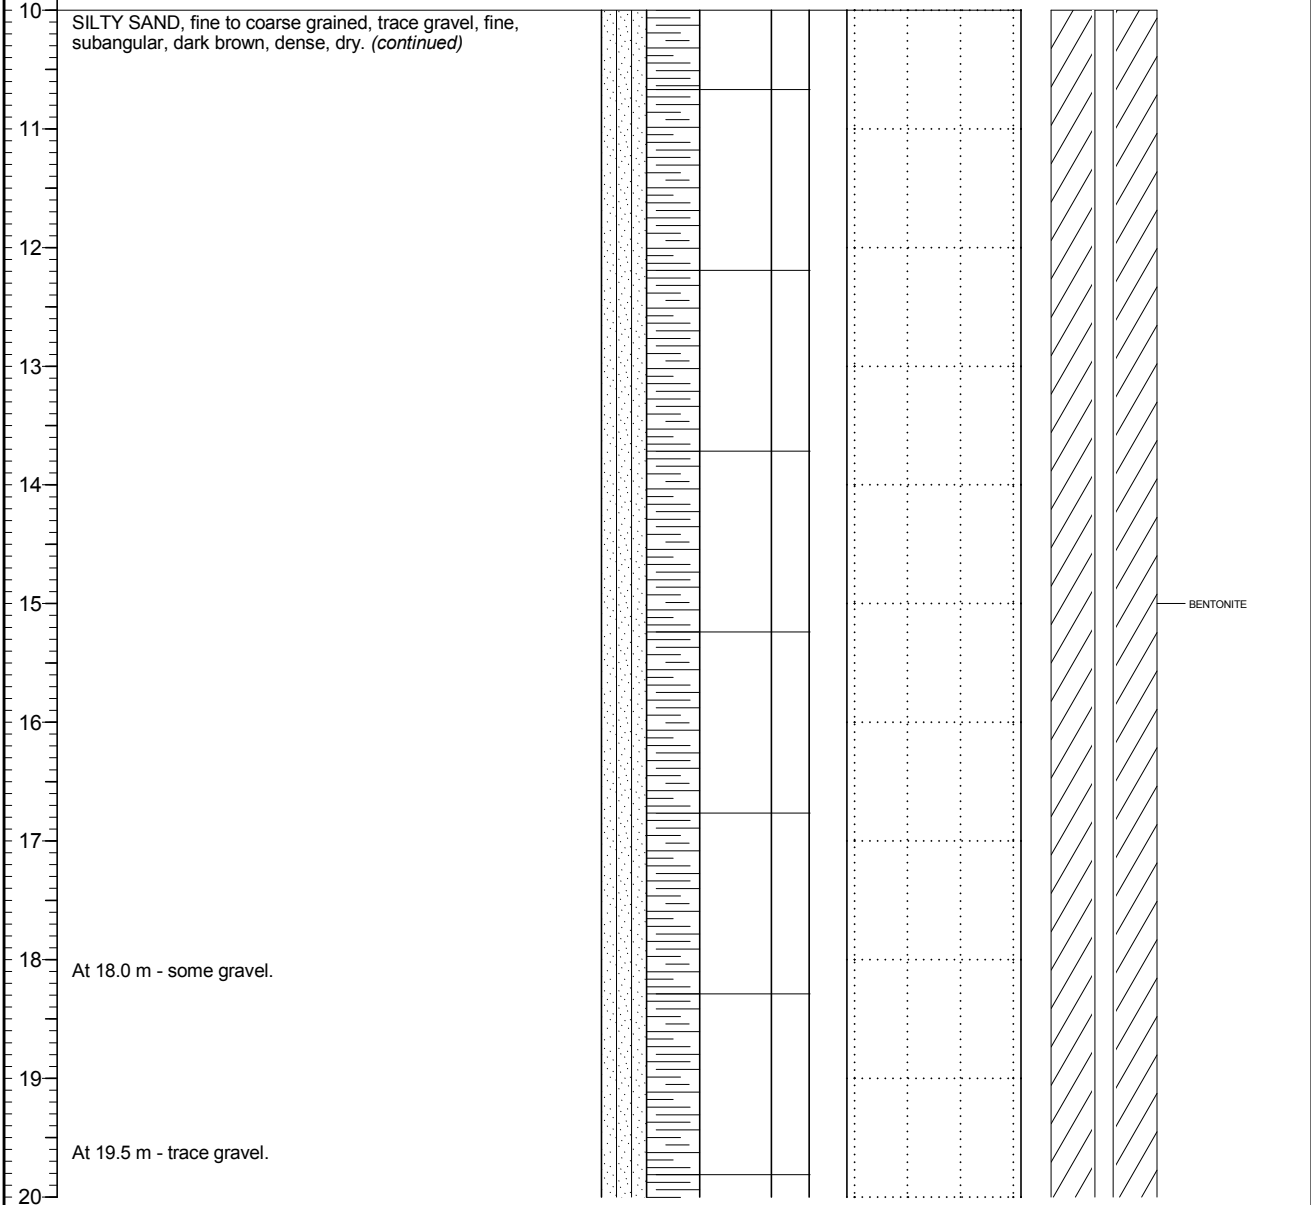 10
SILTY SAND, fine to coarse grained, trace gravel, fine,
subangular, dark brown, dense, dry. (continued)
11
12
13
14
15
BENTONITE
16
17
18
At 18.0 m - some gravel.
19
At 19.5 m - trace gravel.
20